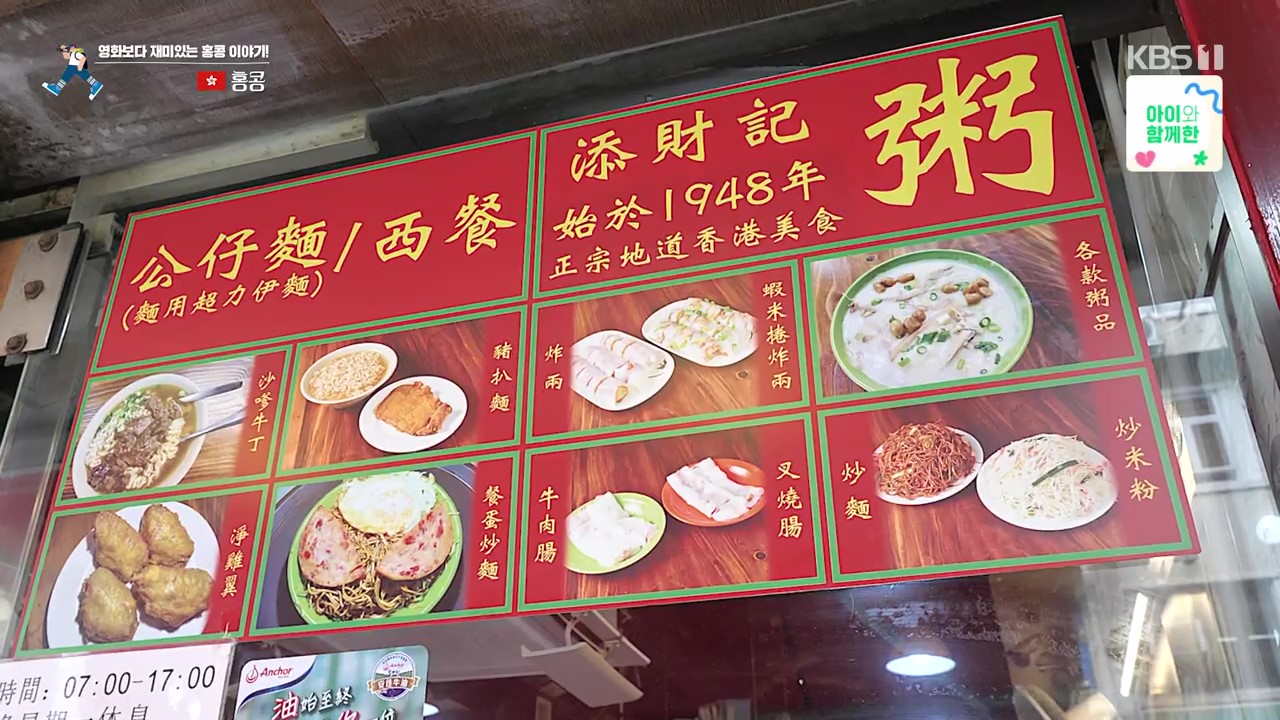 영화보다 재미있는 홍콩 이야기!
홍콩
KBS 1
아이와
함께한
添財記
始於1948年
正宗地道香港美食
粥
公仔麵/西餐
(麵用超力伊麵)
沙嗲牛丁
豬扒麵
炸兩
蝦米捲炸兩
各款粥品
淨雞翼
餐蛋炒麵
牛肉腸
叉燒腸
炒麵
炒米粉
時間：07:00-17:00
Anchor
油始至終